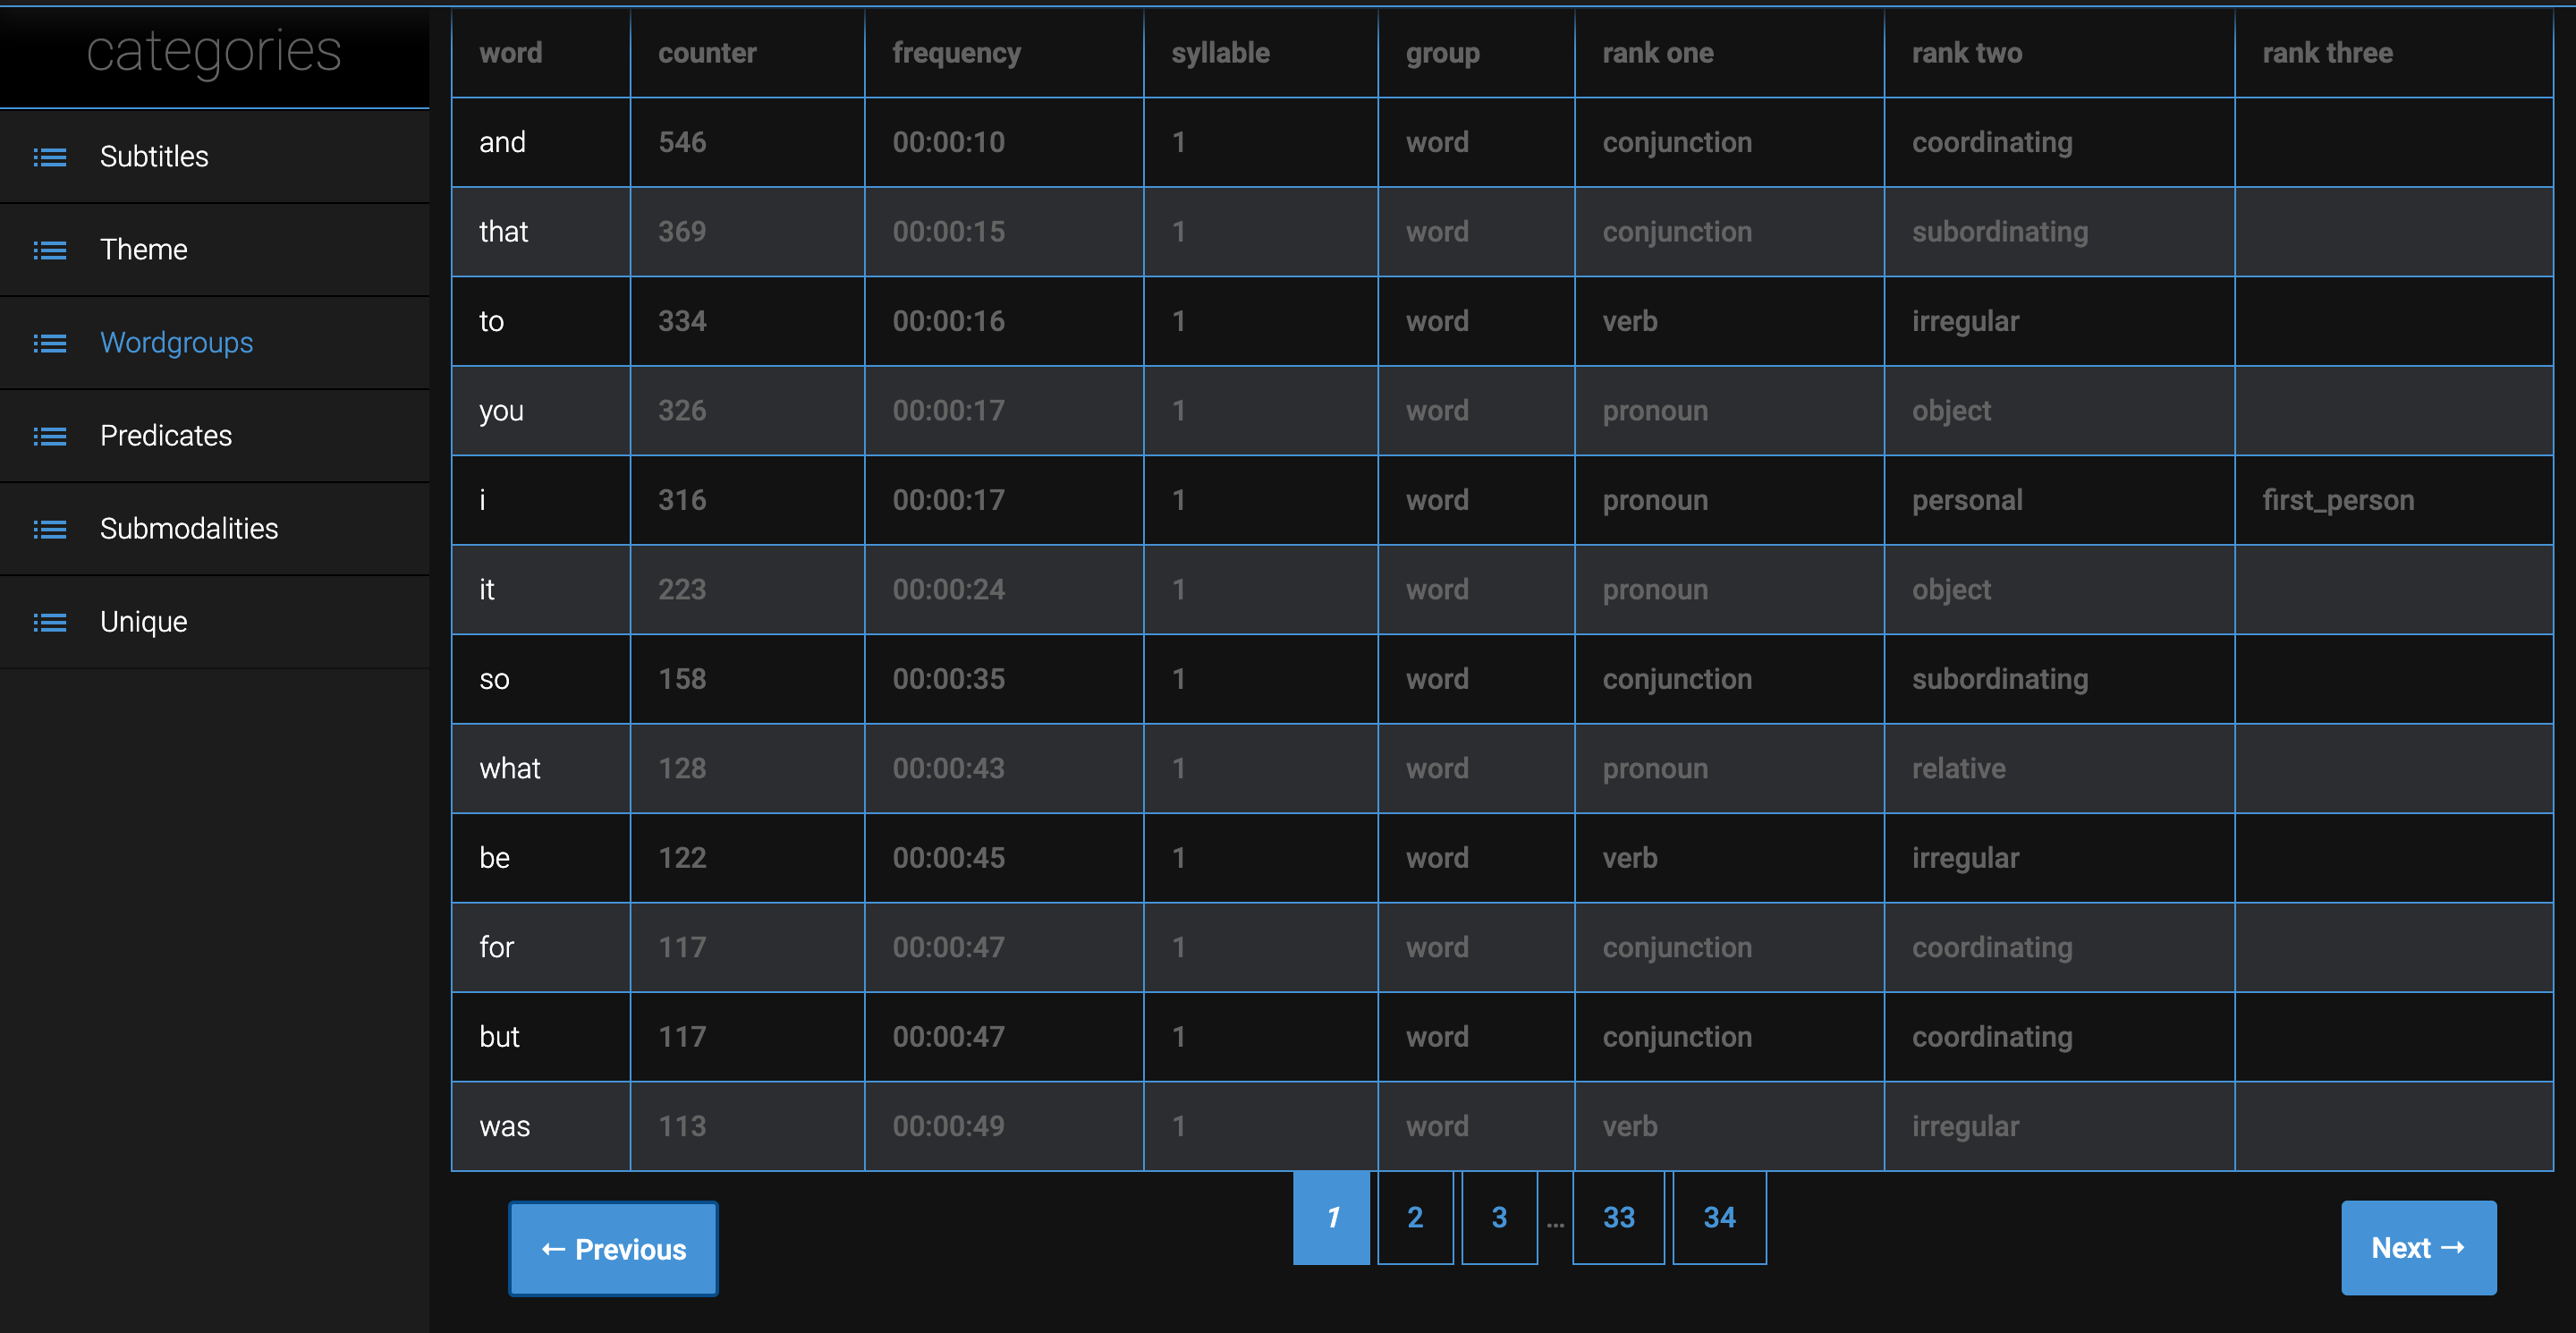 categories
Subtitles
Theme
Wordgroups
Predicates
Submodalities
Unique
word counter frequency syllable group rank one rank two rank three
and 546 00:00:10 1 word conjunction coordinating
that 369 00:00:15 1 word conjunction subordinating
to 334 00:00:16 1 word verb irregular
you 326 00:00:17 1 word pronoun object
i 316 00:00:17 1 word pronoun personal first_person
it 223 00:00:24 1 word pronoun object
so 158 00:00:35 1 word conjunction subordinating
what 128 00:00:43 1 word pronoun relative
be 122 00:00:45 1 word verb irregular
for 117 00:00:47 1 word conjunction coordinating
but 117 00:00:47 1 word conjunction coordinating
was 113 00:00:49 1 word verb irregular
← Previous 1 2 3 ... 33 34 Next →